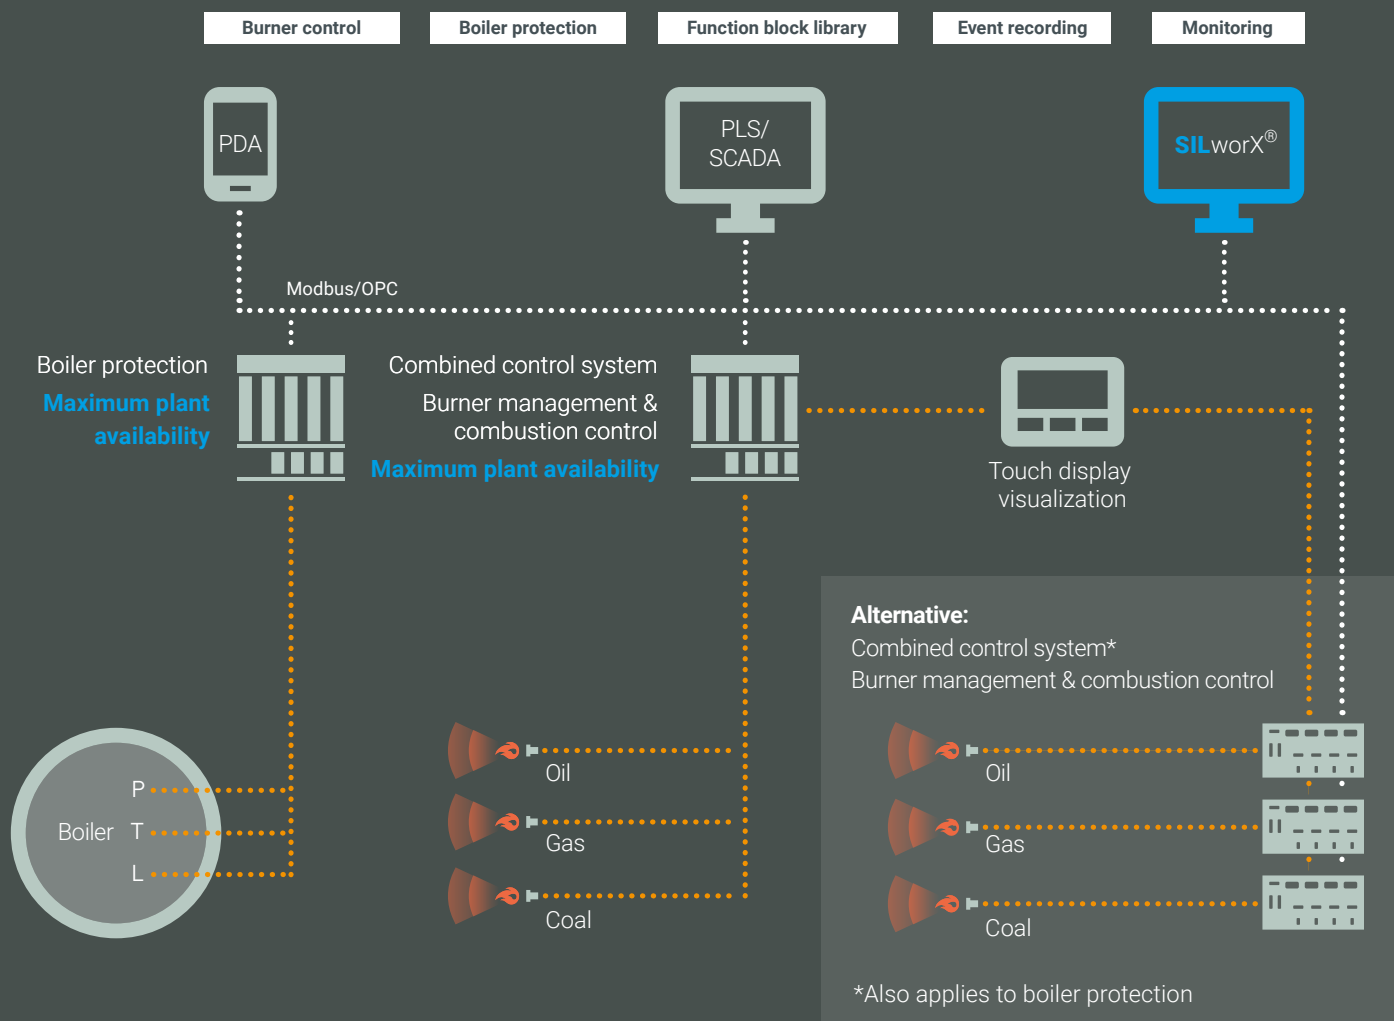 Burner control
Boiler protection
Function block library
Event recording
Monitoring
PDA
PLS/
SCADA
SILworX®
Modbus/OPC
Boiler protection
Maximum plant
availability
Combined control system
Burner management &
combustion control
Maximum plant availability
Touch display
visualization
Boiler
P
T
L
Oil
Gas
Coal
Alternative:
Combined control system*
Burner management & combustion control
Oil
Gas
Coal
*Also applies to boiler protection